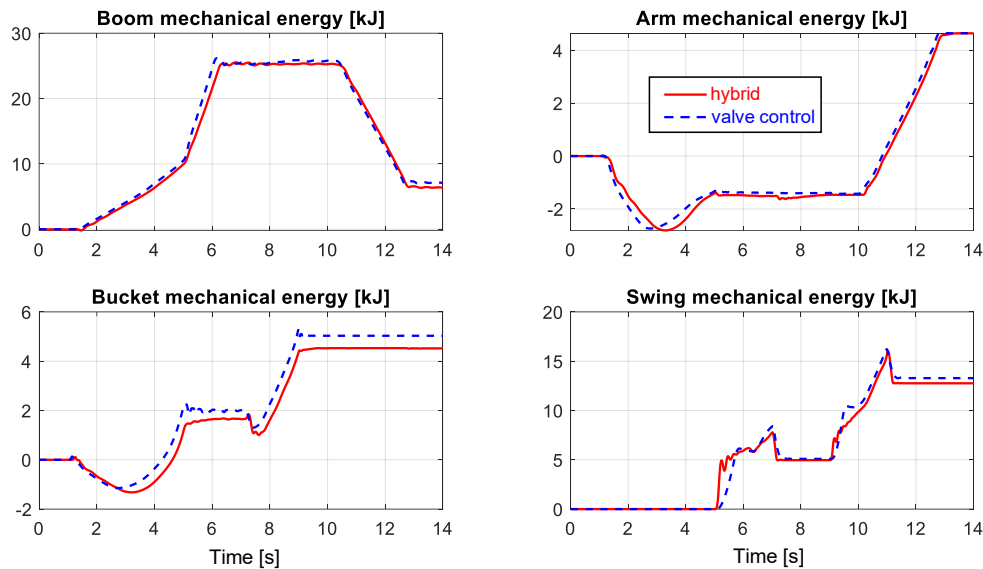 Boom mechanical energy [kJ]
30
20
10
0
0 2 4 6 8 10 12 14
Arm mechanical energy [kJ]
4
2
0
-2
hybrid
valve control
0 2 4 6 8 10 12 14
Bucket mechanical energy [kJ]
6
4
2
0
-2
0 2 4 6 8 10 12 14
Time [s]
Swing mechanical energy [kJ]
20
15
10
5
0
0 2 4 6 8 10 12 14
Time [s]